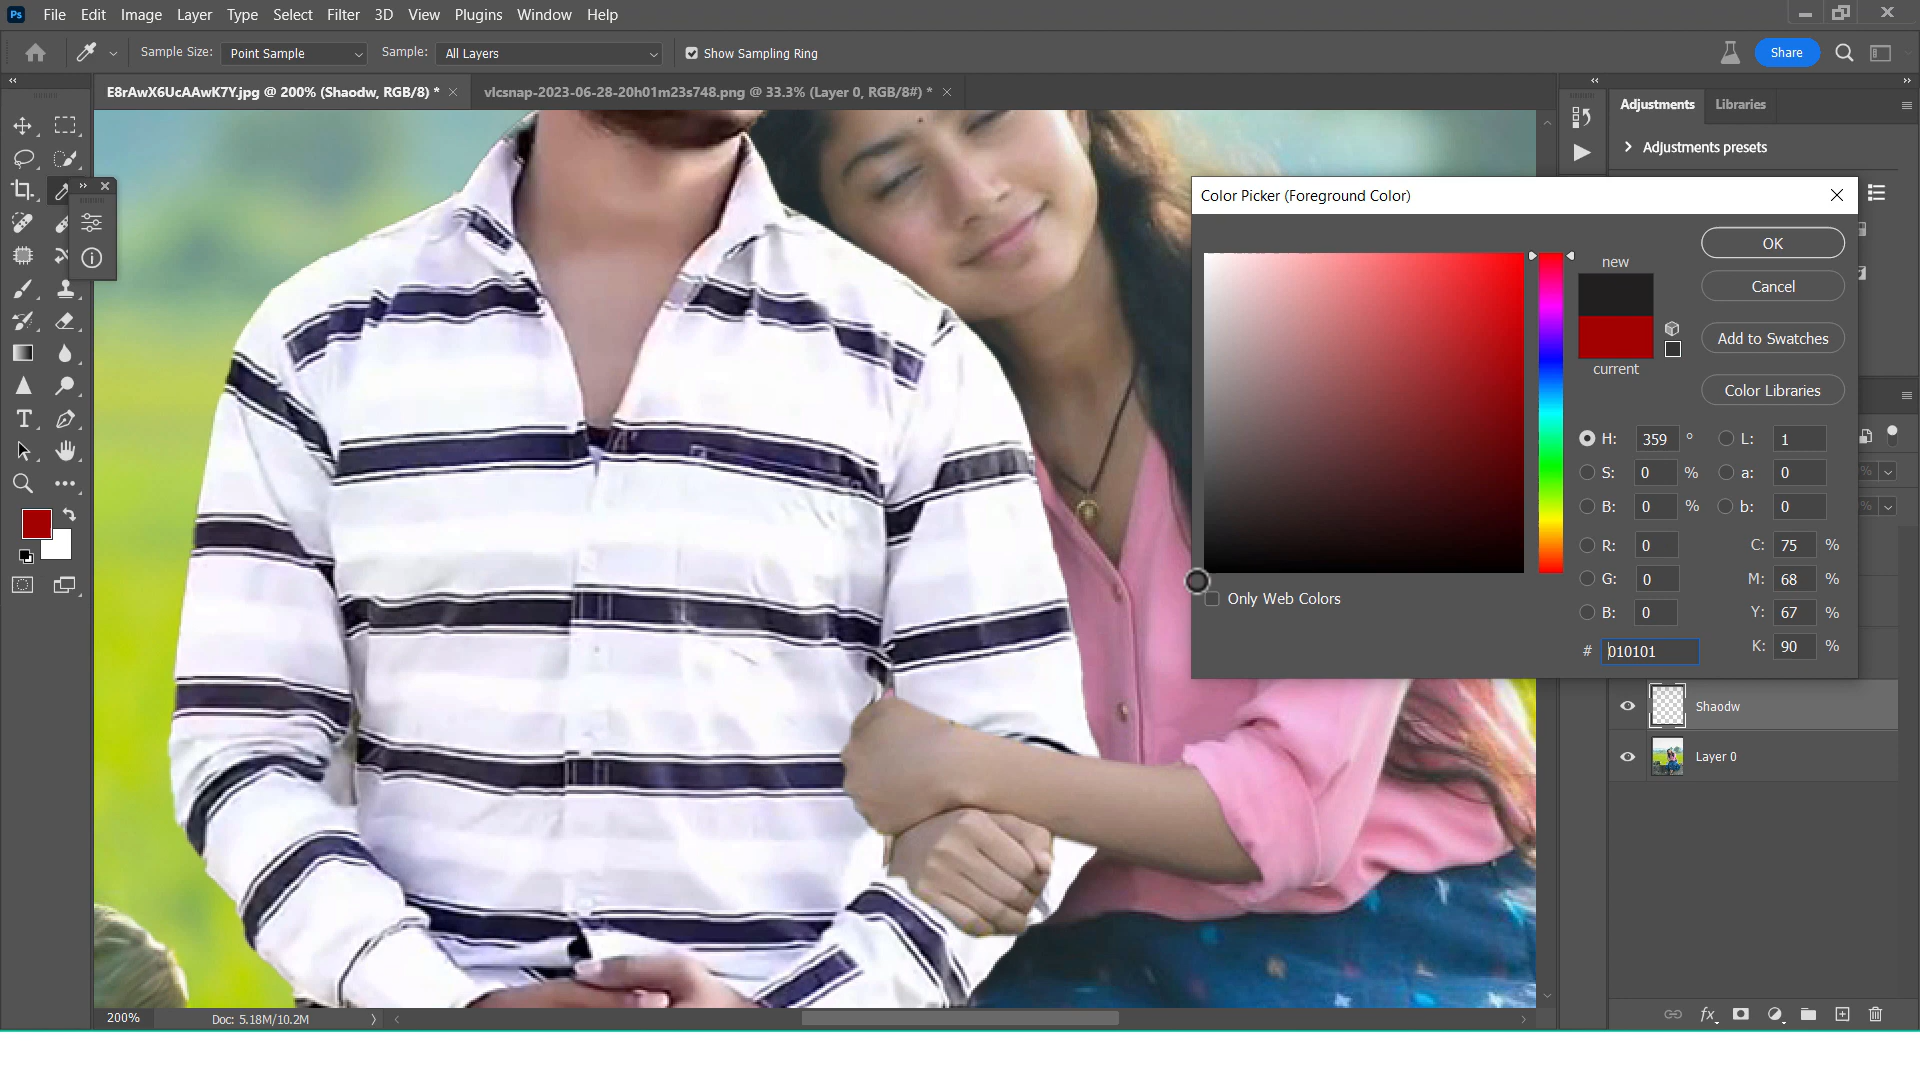 Ps File Edit Image Layer Type Select Filter 3D View Plugins Window Help
Sample Size: Point Sample Sample: All Layers Show Sampling Ring Share
E8rAwX6UcAAwK7Y.jpg @ 200% (Shaodw, RGB/8) * vlcsnap-2023-06-28-20h01m23s748.png @ 33.3% (Layer 0, RGB/8#) *
Adjustments Libraries
Adjustments presets
Color Picker (Foreground Color)
new
current
OK
Cancel
Add to Swatches
Color Libraries
H: 359 ° L: 1
S: 0 % a: 0
B: 0 % b: 0
R: 0 C: 75 %
G: 0 M: 68 %
B: 0 Y: 67 %
# 010101 K: 90 %
Only Web Colors
% 
%
Shaodw
Layer 0
fx
200% Doc: 5.18M/10.2M